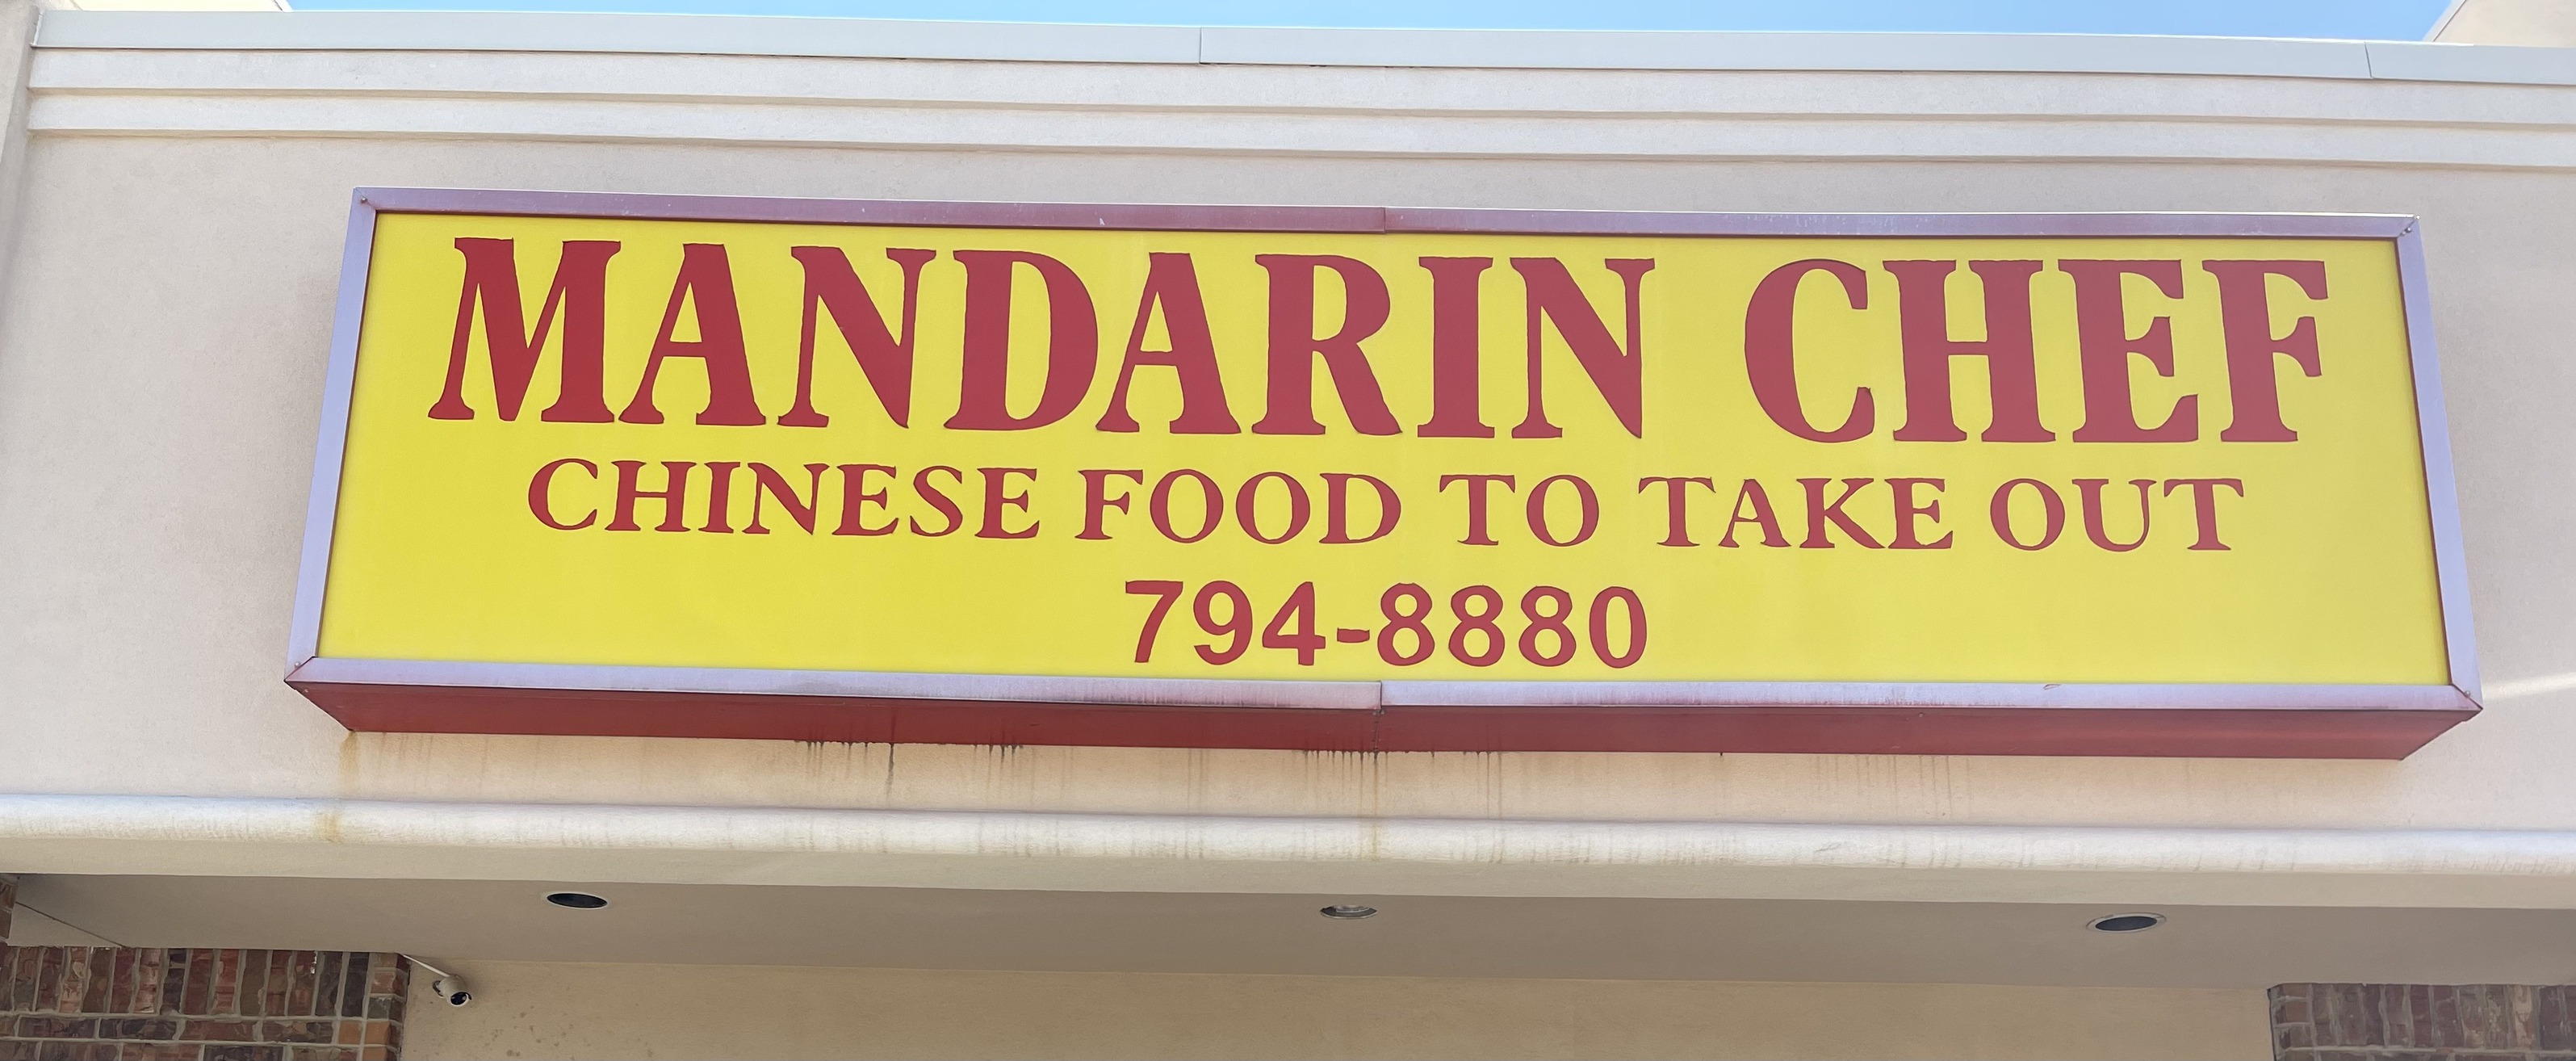 MANDARIN CHEF
CHINESE FOOD TO TAKE OUT
794-8880